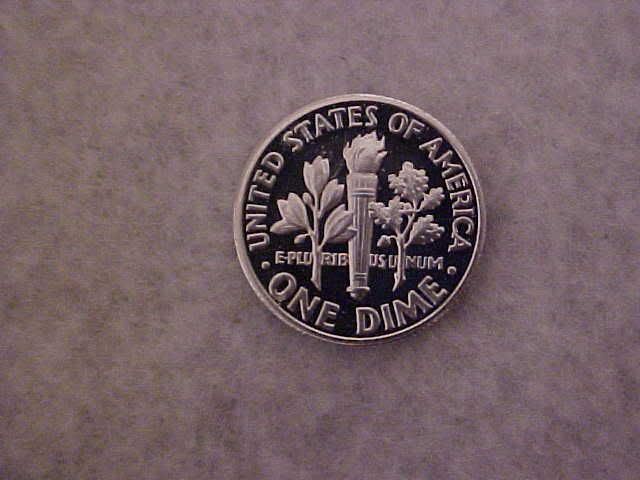 UNITED STATES OF AMERICA
E·PLURIBUS UNUM
· ONE DIME ·